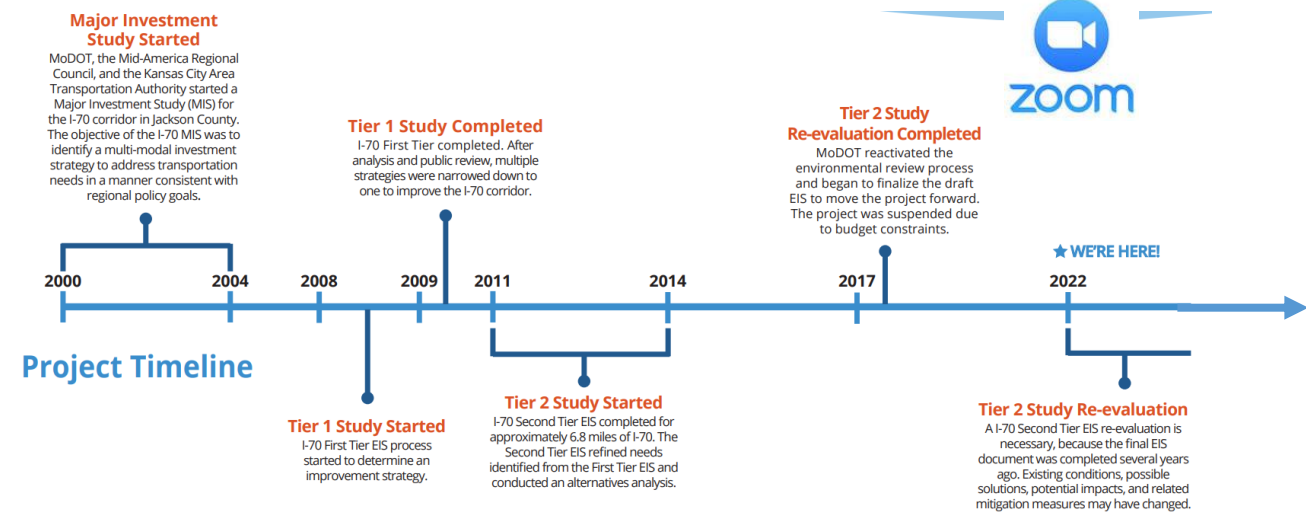 Major Investment
Study Started
MoDOT, the Mid-America Regional
Council, and the Kansas City Area
Transportation Authority started a
Major Investment Study (MIS) for
the I-70 corridor in Jackson County.
The objective of the I-70 MIS was to
identify a multi-modal investment
strategy to address transportation
needs in a manner consistent with
regional policy goals.
Tier 1 Study Completed
I-70 First Tier completed. After
analysis and public review, multiple
strategies were narrowed down to
one to improve the I-70 corridor.
Tier 2 Study
Re-evaluation Completed
MoDOT reactivated the
environmental review process
and began to finalize the draft
EIS to move the project forward.
The project was suspended due
to budget constraints.
zoom
★ WE'RE HERE!
2000 2004 2008 2009 2011 2014 2017 2022
Project Timeline
Tier 1 Study Started
I-70 First Tier EIS process
started to determine an
improvement strategy.
Tier 2 Study Started
I-70 Second Tier EIS completed for
approximately 6.8 miles of I-70. The
Second Tier EIS refined needs
identified from the First Tier EIS and
conducted an alternatives analysis.
Tier 2 Study Re-evaluation
A I-70 Second Tier EIS re-evaluation is
necessary, because the final EIS
document was completed several years
ago. Existing conditions, possible
solutions, potential impacts, and related
mitigation measures may have changed.